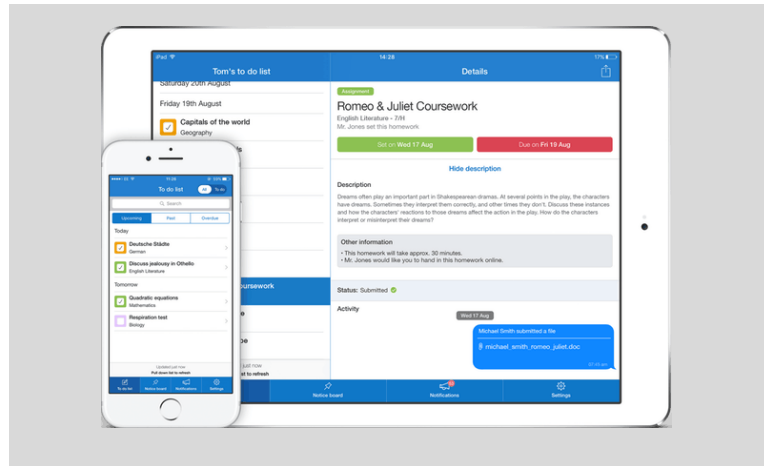 iPad
14:28
17%
Tom's to do list
Details
Saturday 20th August
Friday 19th August
Capitals of the world
Geography
Assignment
Romeo & Juliet Coursework
English Literature - 7/H
Mr. Jones set this homework
Set on Wed 17 Aug
Due on Fri 19 Aug
Hide description
Description
Dreams often play an important part in Shakespearean dramas. At several points in the play, the characters
have dreams. Sometimes they interpret them correctly, and other times they don't. Discuss these instances
and how the characters' reactions to those dreams affect the action in the play. How do the characters
interpret or misinterpret their dreams?
Other information
• This homework will take approx. 30 minutes.
• Mr. Jones would like you to hand in this homework online.
Status: Submitted
Activity
Wed 17 Aug
Michael Smith submitted a file
michael_smith_romeo_juliet.doc
Notice board
Notifications
Settings
To do list
All
To do
Search
Upcoming
Past
Overdue
Today
Deutsche Städte
German
Discuss jealousy in Othello
English Literature
Tomorrow
Quadratic equations
Mathematics
Respiration test
Biology
Updated just now
Pull down list to refresh
To do list
Notice board
Notifications
Settings